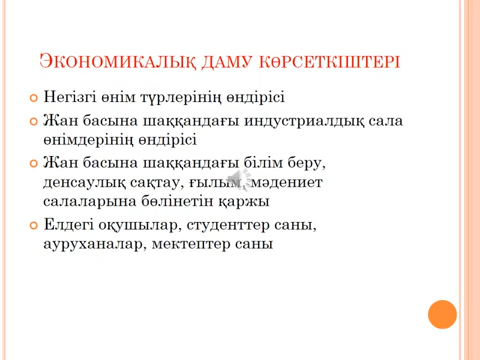 Экономикалық даму көрсеткіштері
Негізгі өнім түрлерінің өндірісі
Жан басына шаққандағы индустриалдық сала
өнімдерінің өндірісі
Жан басына шаққандағы білім беру,
денсаулық сақтау, ғылым, мәдениет
салаларына бөлінетін қаржы
Елдегі оқушылар, студенттер саны,
ауруханалар, мектептер саны